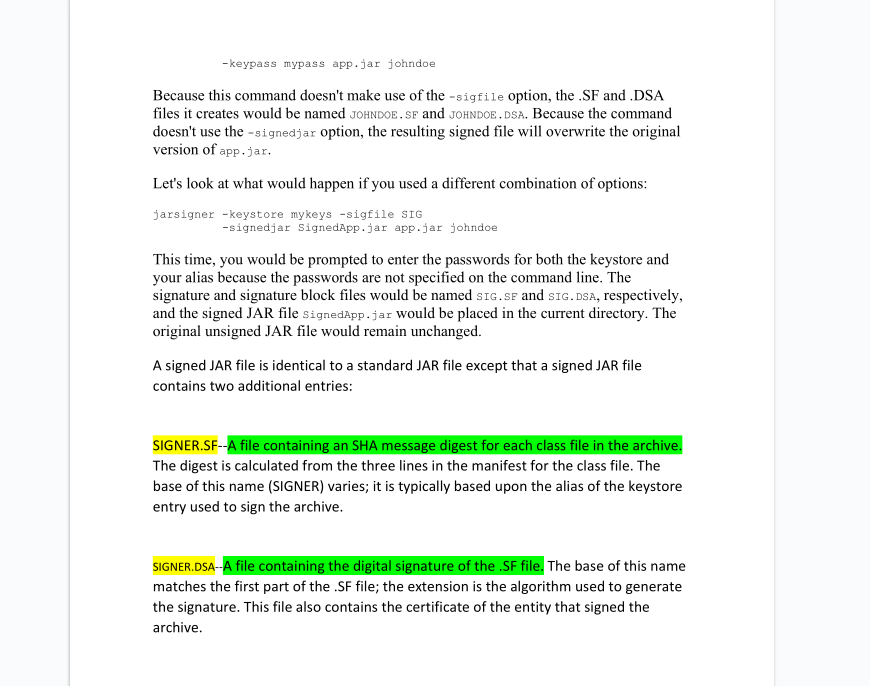 -keypass mypass app.jar johndoe
Because this command doesn't make use of the -sigfile option, the .SF and .DSA
files it creates would be named JOHNDOE.SF and JOHNDOE.DSA. Because the command
doesn't use the -signedjar option, the resulting signed file will overwrite the original
version of app.jar.
Let's look at what would happen if you used a different combination of options:
jarsigner -keystore mykeys -sigfile SIG
-signedjar SignedApp.jar app.jar johndoe
This time, you would be prompted to enter the passwords for both the keystore and
your alias because the passwords are not specified on the command line. The
signature and signature block files would be named SIG.SF and SIG.DSA, respectively,
and the signed JAR file SignedApp.jar would be placed in the current directory. The
original unsigned JAR file would remain unchanged.
A signed JAR file is identical to a standard JAR file except that a signed JAR file
contains two additional entries:
SIGNER.SF--A file containing an SHA message digest for each class file in the archive.
The digest is calculated from the three lines in the manifest for the class file. The
base of this name (SIGNER) varies; it is typically based upon the alias of the keystore
entry used to sign the archive.
SIGNER.DSA--A file containing the digital signature of the .SF file. The base of this name
matches the first part of the .SF file; the extension is the algorithm used to generate
the signature. This file also contains the certificate of the entity that signed the
archive.